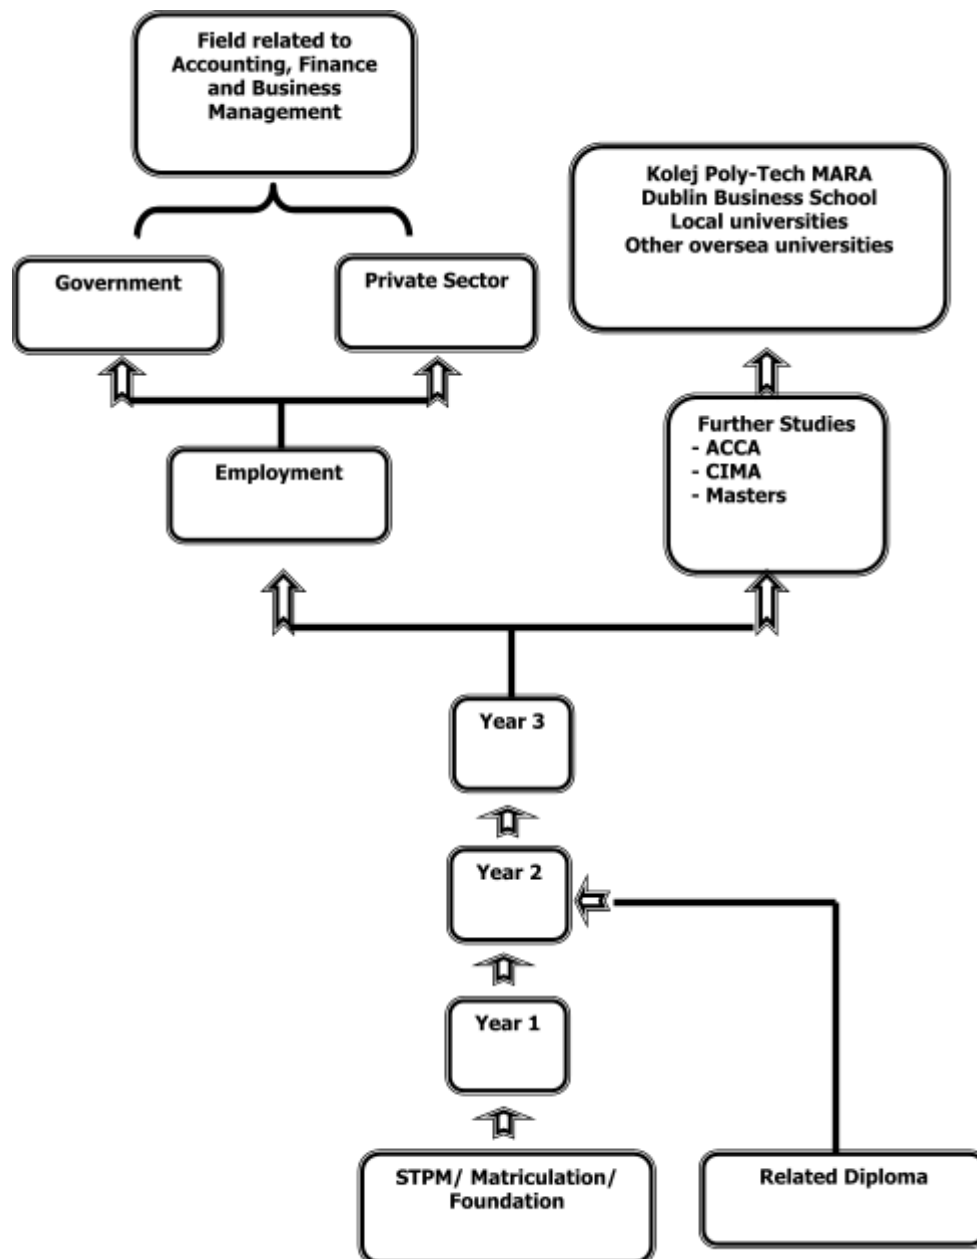 Field related to
Accounting, Finance
and Business
Management
Kolej Poly-Tech MARA
Dublin Business School
Local universities
Other oversea universities
Government
Private Sector
Further Studies
- ACCA
- CIMA
- Masters
Employment
Year 3
Year 2
Year 1
STPM/ Matriculation/
Foundation
Related Diploma